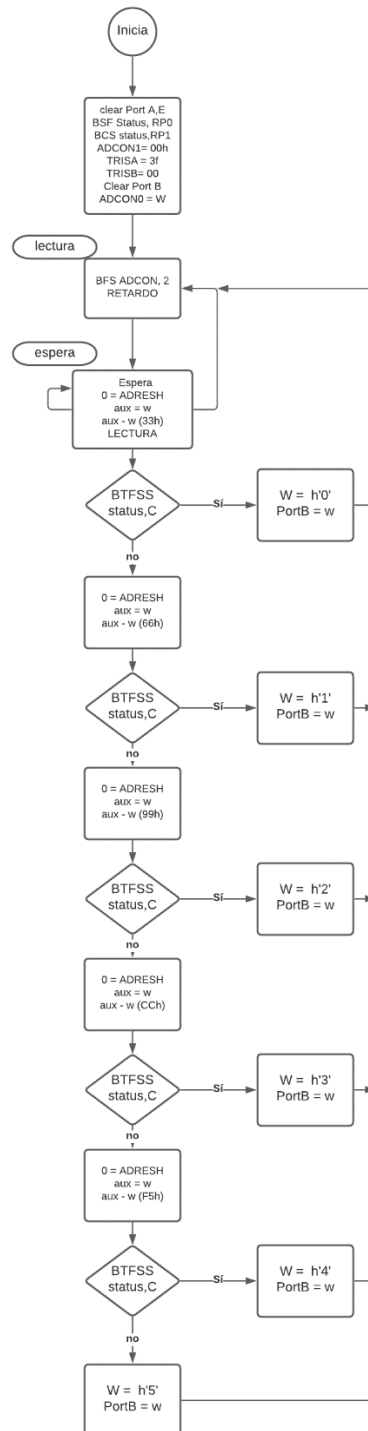 Inicia
clear Port A,E
BSF Status, RP0
BCS status,RP1
ADCON1= 00h
TRISA = 3f
TRISB= 00
Clear Port B
ADCON0 = W
lectura
BFS ADCON, 2
RETARDO
espera
Espera
0 = ADRESH
aux = w
aux - w (33h)
LECTURA
BTFSS
status,C
Sí
W = h'0'
PortB = w
no
0 = ADRESH
aux = w
aux - w (66h)
BTFSS
status,C
Sí
W = h'1'
PortB = w
no
0 = ADRESH
aux = w
aux - w (99h)
BTFSS
status,C
Sí
W = h'2'
PortB = w
no
0 = ADRESH
aux = w
aux - w (CCh)
BTFSS
status,C
Sí
W = h'3'
PortB = w
no
0 = ADRESH
aux = w
aux - w (F5h)
BTFSS
status,C
Sí
W = h'4'
PortB = w
no
W = h'5'
PortB = w